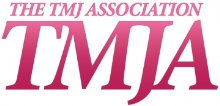 THE TMJ ASSOCIATION
TMJA